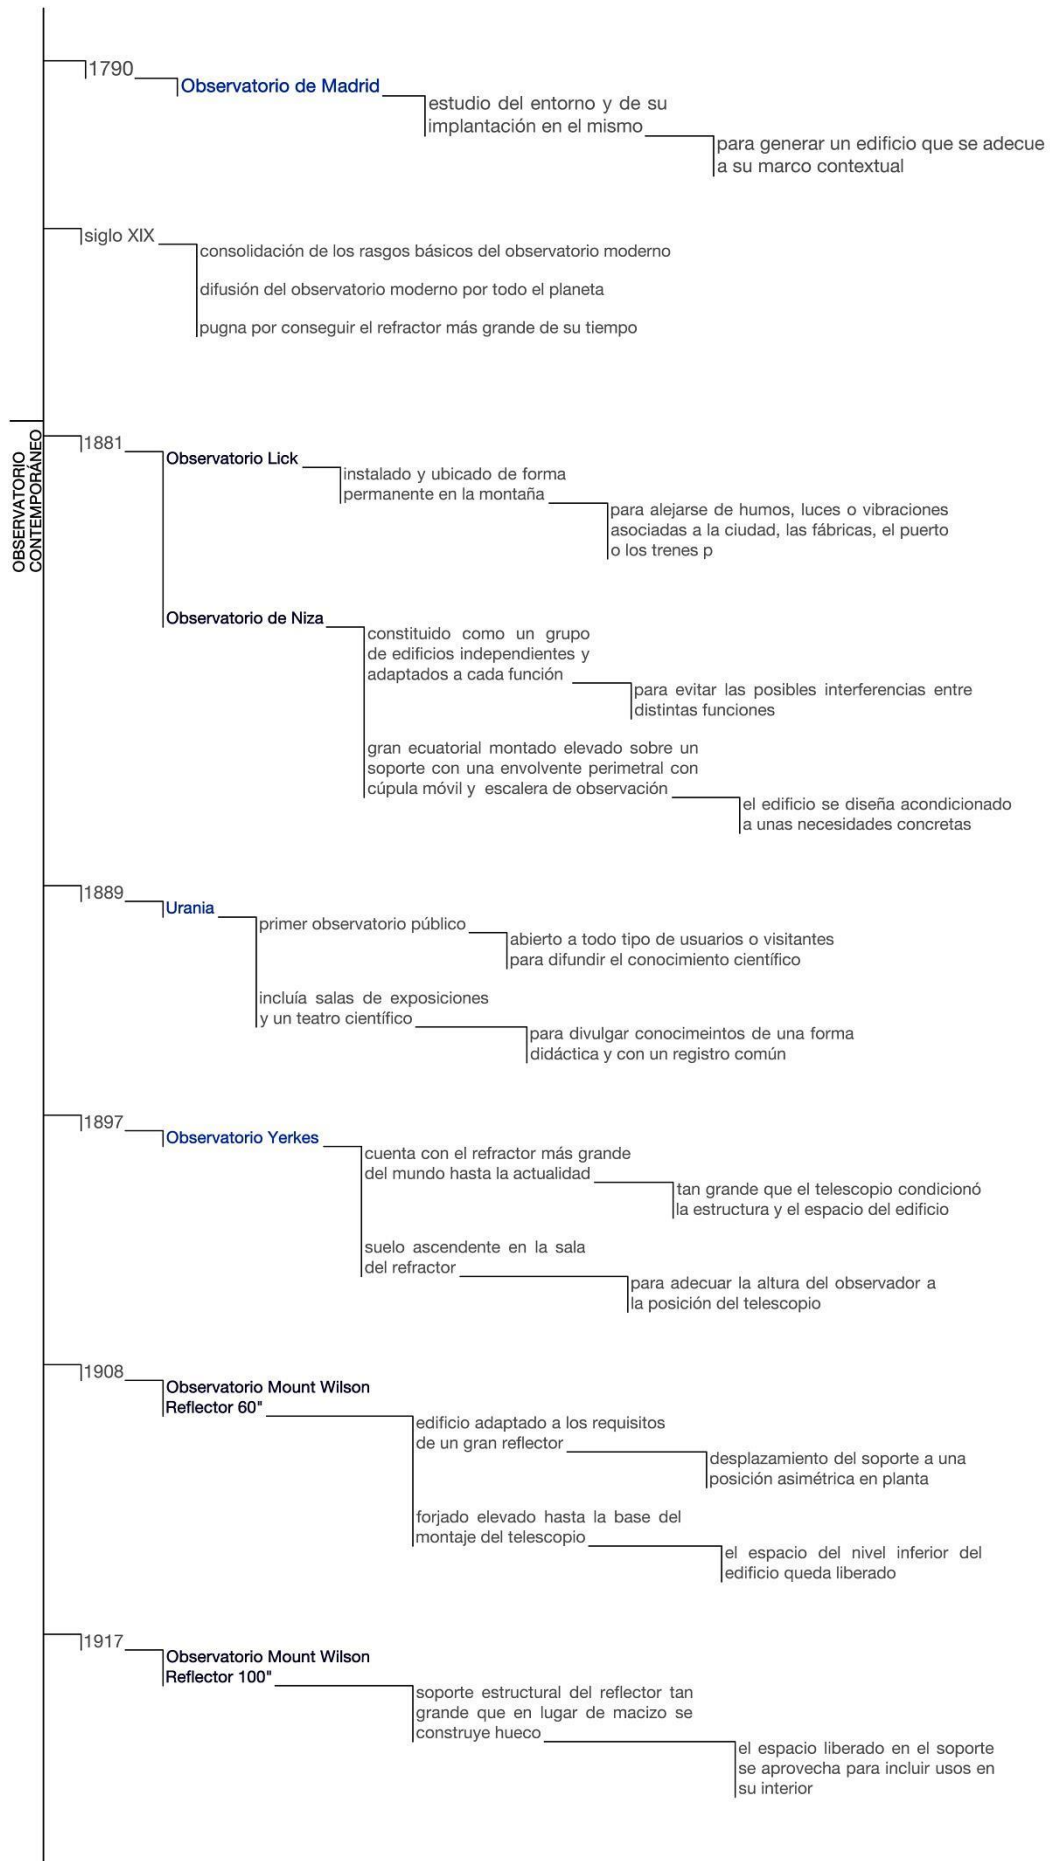 1790
Observatorio de Madrid
estudio del entorno y de su
implantación en el mismo
para generar un edificio que se adecue
a su marco contextual
siglo XIX
consolidación de los rasgos básicos del observatorio moderno
difusión del observatorio moderno por todo el planeta
pugna por conseguir el refractor más grande de su tiempo
OBSERVATORIO
CONTEMPORÁNEO
1881
Observatorio Lick
instalado y ubicado de forma
permanente en la montaña
para alejarse de humos, luces o vibraciones
asociadas a la ciudad, las fábricas, el puerto
o los trenes p
Observatorio de Niza
constituido como un grupo
de edificios independientes y
adaptados a cada función
para evitar las posibles interferencias entre
distintas funciones
gran ecuatorial montado elevado sobre un
soporte con una envolvente perimetral con
cúpula móvil y escalera de observación
el edificio se diseña acondicionado
a unas necesidades concretas
1889
Urania
primer observatorio público
abierto a todo tipo de usuarios o visitantes
para difundir el conocimiento científico
incluía salas de exposiciones
y un teatro científico
para divulgar conocimeintos de una forma
didáctica y con un registro común
1897
Observatorio Yerkes
cuenta con el refractor más grande
del mundo hasta la actualidad
tan grande que el telescopio condicionó
la estructura y el espacio del edificio
suelo ascendente en la sala
del refractor
para adecuar la altura del observador a
la posición del telescopio
1908
Observatorio Mount Wilson
Reflector 60"
edificio adaptado a los requisitos
de un gran reflector
desplazamiento del soporte a una
posición asimétrica en planta
forjado elevado hasta la base del
montaje del telescopio
el espacio del nivel inferior del
edificio queda liberado
1917
Observatorio Mount Wilson
Reflector 100"
soporte estructural del reflector tan
grande que en lugar de macizo se
construye hueco
el espacio liberado en el soporte
se aprovecha para incluir usos en
su interior